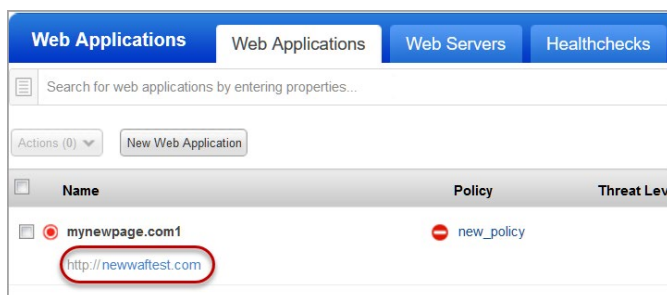 Web Applications Web Applications Web Servers Healthchecks
Search for web applications by entering properties...
Actions (0) New Web Application
Name Policy Threat Lev
mynewpage.com1 new_policy
http://newwaftest.com